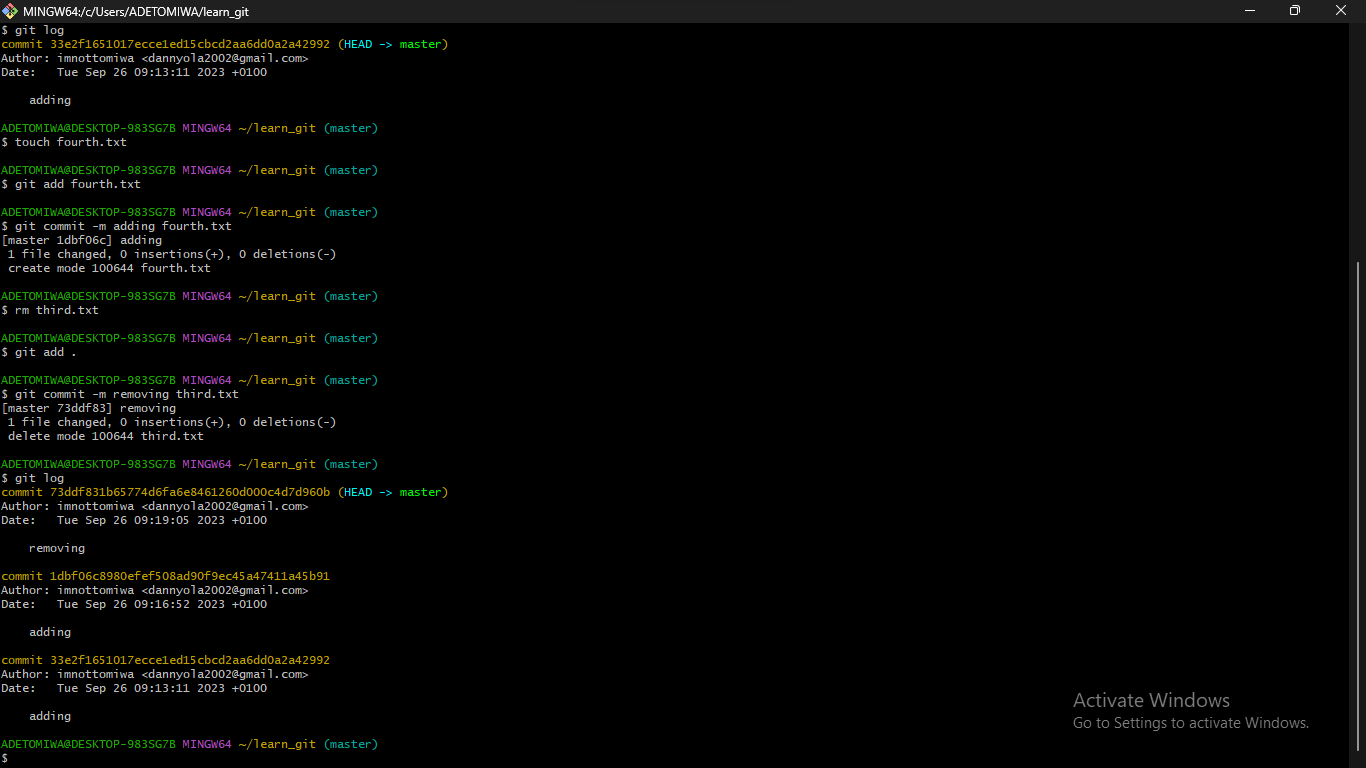 MINGW64:/c/Users/ADETOMIWA/learn_git
$ git log
commit 33e2f1651017ecce1ed15cbcd2aa6dd0a2a42992 (HEAD -> master)
Author: imnottomiwa <dannyola2002@gmail.com>
Date:   Tue Sep 26 09:13:11 2023 +0100
    adding
ADETOMIWA@DESKTOP-983SG7B MINGW64 ~/learn_git (master)
$ touch fourth.txt
ADETOMIWA@DESKTOP-983SG7B MINGW64 ~/learn_git (master)
$ git add fourth.txt
ADETOMIWA@DESKTOP-983SG7B MINGW64 ~/learn_git (master)
$ git commit -m adding fourth.txt
[master 1dbf06c] adding
 1 file changed, 0 insertions(+), 0 deletions(-)
 create mode 100644 fourth.txt
ADETOMIWA@DESKTOP-983SG7B MINGW64 ~/learn_git (master)
$ rm third.txt
ADETOMIWA@DESKTOP-983SG7B MINGW64 ~/learn_git (master)
$ git add .
ADETOMIWA@DESKTOP-983SG7B MINGW64 ~/learn_git (master)
$ git commit -m removing third.txt
[master 73ddf83] removing
 1 file changed, 0 insertions(+), 0 deletions(-)
 delete mode 100644 third.txt
ADETOMIWA@DESKTOP-983SG7B MINGW64 ~/learn_git (master)
$ git log
commit 73ddf831b65774d6fa6e8461260d000c4d7d960b (HEAD -> master)
Author: imnottomiwa <dannyola2002@gmail.com>
Date:   Tue Sep 26 09:19:05 2023 +0100
    removing
commit 1dbf06c8980efef508ad90f9ec45a47411a45b91
Author: imnottomiwa <dannyola2002@gmail.com>
Date:   Tue Sep 26 09:16:52 2023 +0100
    adding
commit 33e2f1651017ecce1ed15cbcd2aa6dd0a2a42992
Author: imnottomiwa <dannyola2002@gmail.com>
Date:   Tue Sep 26 09:13:11 2023 +0100
    adding
ADETOMIWA@DESKTOP-983SG7B MINGW64 ~/learn_git (master)
$
Activate Windows
Go to Settings to activate Windows.